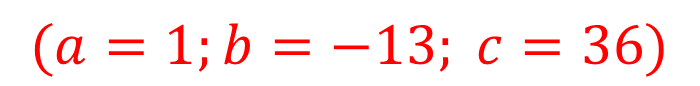 (𝑎 = 1; 𝑏 = −13; 𝑐 = 36)